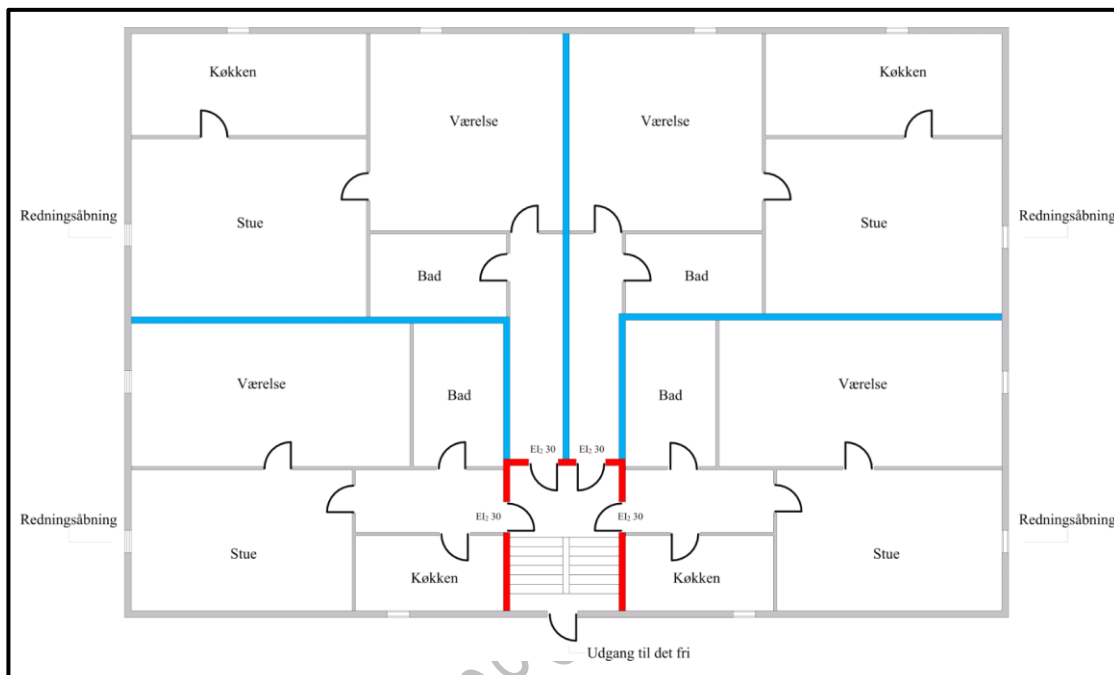 Køkken
Køkken
Værelse
Værelse
Redningsåbning
Stue
Stue
Redningsåbning
Bad
Bad
Værelse
Bad
Bad
Værelse
EI₂ 30
EI₂ 30
Redningsåbning
EI₂ 30
EI₂ 30
Redningsåbning
Stue
Køkken
Køkken
Stue
Udgang til det fri